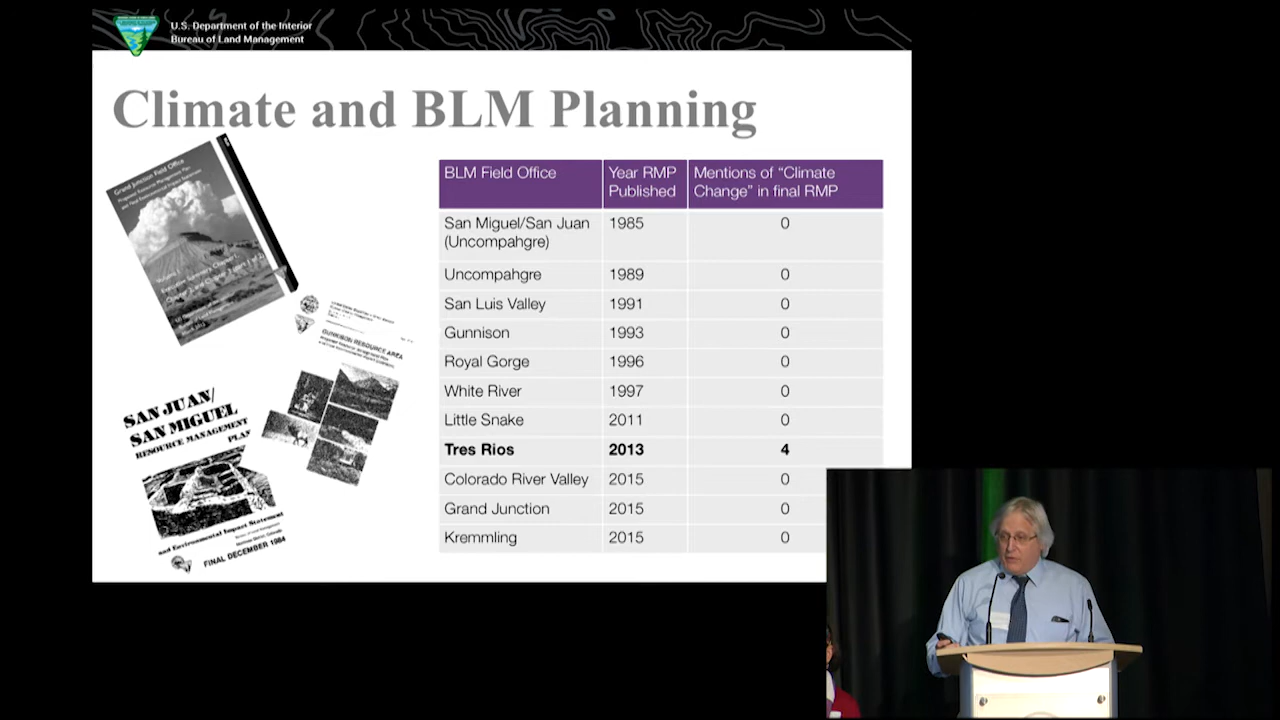 U.S. Department of the Interior
Bureau of Land Management
Climate and BLM Planning
Grand Junction Field Office
GUNNISON RESOURCE AREA
SAN JUAN/
SAN MIGUEL
RESOURCE MANAGEMENT
PLAN
and Environmental Impact Statement
FINAL DECEMBER 1984
BLM Field Office
Year RMP
Published
Mentions of “Climate
Change” in final RMP
San Miguel/San Juan
(Uncompahgre)
1985
0
Uncompahgre
1989
0
San Luis Valley
1991
0
Gunnison
1993
0
Royal Gorge
1996
0
White River
1997
0
Little Snake
2011
0
Tres Rios
2013
4
Colorado River Valley
2015
0
Grand Junction
2015
0
Kremmling
2015
0